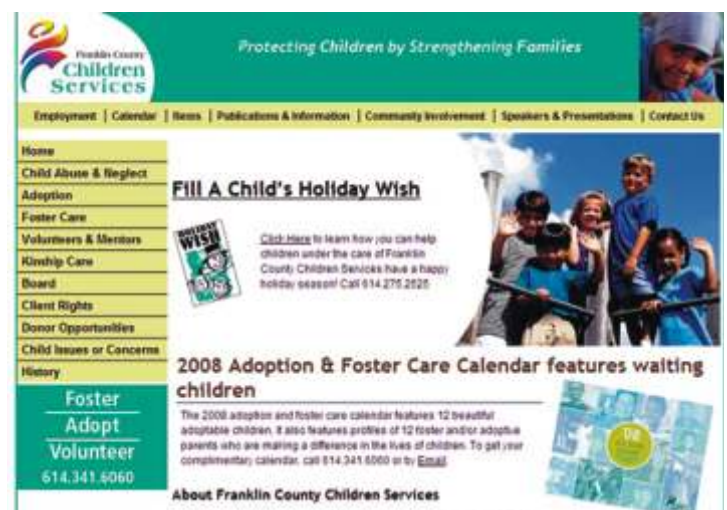 Franklin County
Children
Services
Protecting Children by Strengthening Families
Employment | Calendar | News | Publications & Information | Community Involvement | Speakers & Presentations | Contact Us
Home
Child Abuse & Neglect
Adoption
Foster Care
Volunteers & Mentors
Kinship Care
Board
Client Rights
Donor Opportunities
Child Issues or Concerns
History
Foster
Adopt
Volunteer
614.341.6060
Fill A Child's Holiday Wish
HOLIDAY
WISH
Click Here to learn how you can help
children under the care of Franklin
County Children Services have a happy
holiday season! Call 614.275.2525
2008 Adoption & Foster Care Calendar features waiting
children
The 2008 adoption and foster care calendar features 12 beautiful
adoptable children. It also features profiles of 12 foster and/or adoptive
parents who are making a difference in the lives of children. To get your
complimentary calendar, call 614.341.6060 or by Email.
08
About Franklin County Children Services